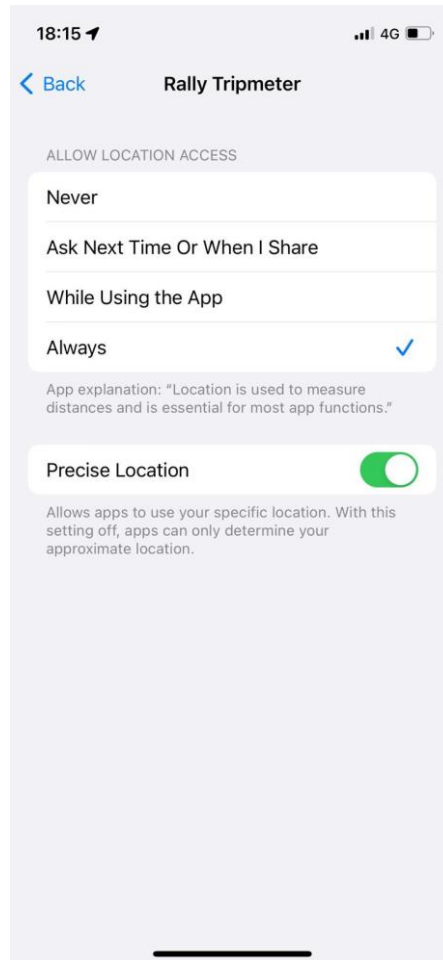 18:15
4G
Back
Rally Tripmeter
ALLOW LOCATION ACCESS
Never
Ask Next Time Or When I Share
While Using the App
Always
App explanation: “Location is used to measure
distances and is essential for most app functions.”
Precise Location
Allows apps to use your specific location. With this
setting off, apps can only determine your
approximate location.